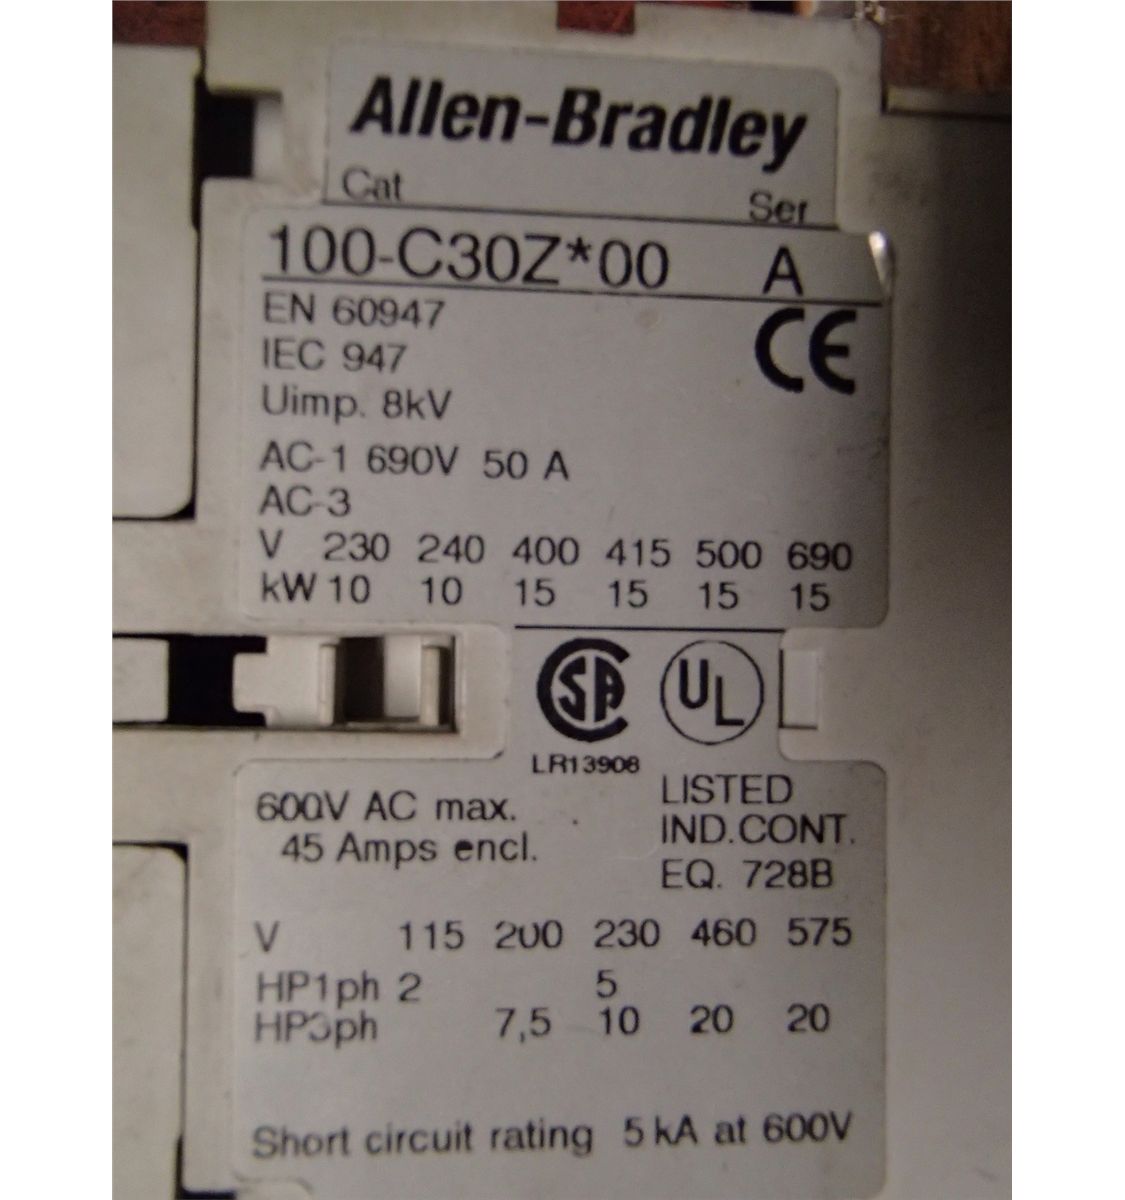 Allen-Bradley
Cat Ser
100-C30Z*00 A
EN 60947 CE
IEC 947
Uimp. 8kV
AC-1 690V 50 A
AC-3
V 230 240 400 415 500 690
kW 10 10 15 15 15 15
SA UL
LR13908
600V AC max. LISTED
45 Amps encl. IND.CONT.
EQ. 728B
V 115 200 230 460 575
HP1ph 2 5
HP3ph 7,5 10 20 20
Short circuit rating 5 kA at 600V